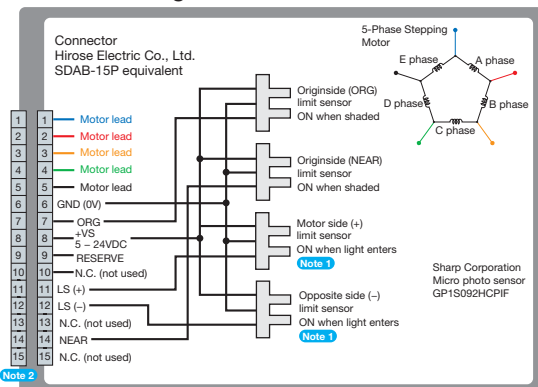 Connector
Hirose Electric Co., Ltd.
SDAB-15P equivalent
5-Phase Stepping
Motor
E phase
A phase
D phase
B phase
C phase
1 1 Motor lead
2 2 Motor lead
3 3 Motor lead
4 4 Motor lead
5 5 Motor lead
6 6 GND (0V)
7 7 ORG
8 8 +VS
5 – 24VDC
9 9 RESERVE
10 10 N.C. (not used)
11 11 LS (+)
12 12 LS (–)
13 13 N.C. (not used)
14 14 NEAR
15 15 N.C. (not used)
Note 2
Originside (ORG)
limit sensor
ON when shaded
Originside (NEAR)
limit sensor
ON when shaded
Motor side (+)
limit sensor
ON when light enters
Note 1
Opposite side (–)
limit sensor
ON when light enters
Note 1
Sharp Corporation
Micro photo sensor
GP1S092HCPIF